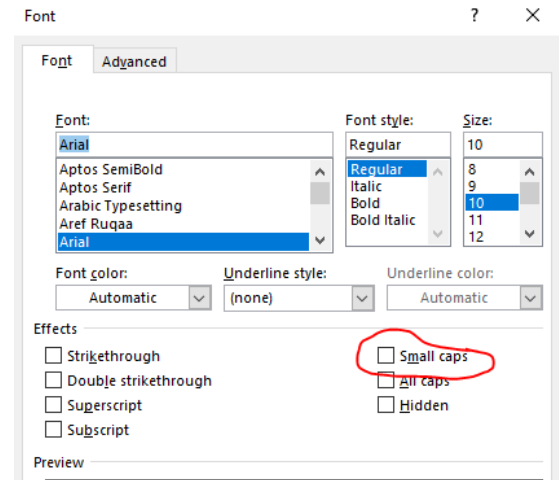 Font ? ×
Font Advanced
Font: Font style: Size:
Arial Regular 10
Aptos SemiBold Regular 8
Aptos Serif Italic 9
Arabic Typesetting Bold 10
Aref Ruqaa Bold Italic 11
Arial 12
Font color: Underline style: Underline color:
Automatic (none) Automatic
Effects
Strikethrough Small caps
Double strikethrough All caps
Superscript Hidden
Subscript
Preview